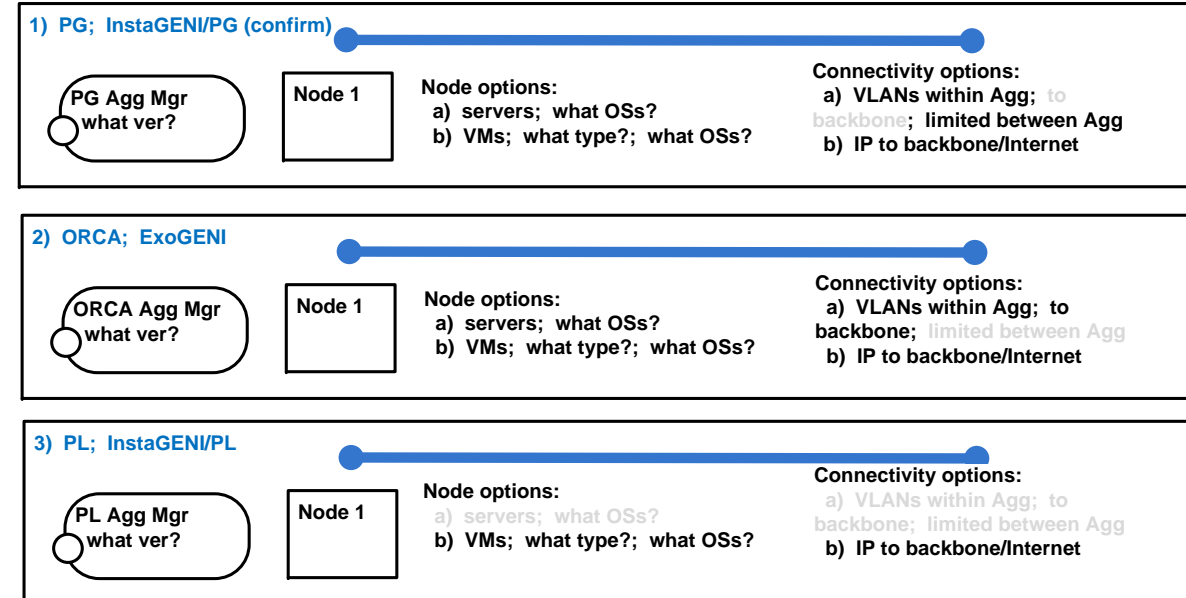 1) PG; InstaGENI/PG (confirm)
PG Agg Mgr
what ver?
Node 1
Node options:
a) servers; what OSs?
b) VMs; what type?; what OSs?
Connectivity options:
a) VLANs within Agg; to
backbone; limited between Agg
b) IP to backbone/Internet
2) ORCA; ExoGENI
ORCA Agg Mgr
what ver?
Node 1
Node options:
a) servers; what OSs?
b) VMs; what type?; what OSs?
Connectivity options:
a) VLANs within Agg; to
backbone; limited between Agg
b) IP to backbone/Internet
3) PL; InstaGENI/PL
PL Agg Mgr
what ver?
Node 1
Node options:
a) servers; what OSs?
b) VMs; what type?; what OSs?
Connectivity options:
a) VLANs within Agg; to
backbone; limited between Agg
b) IP to backbone/Internet